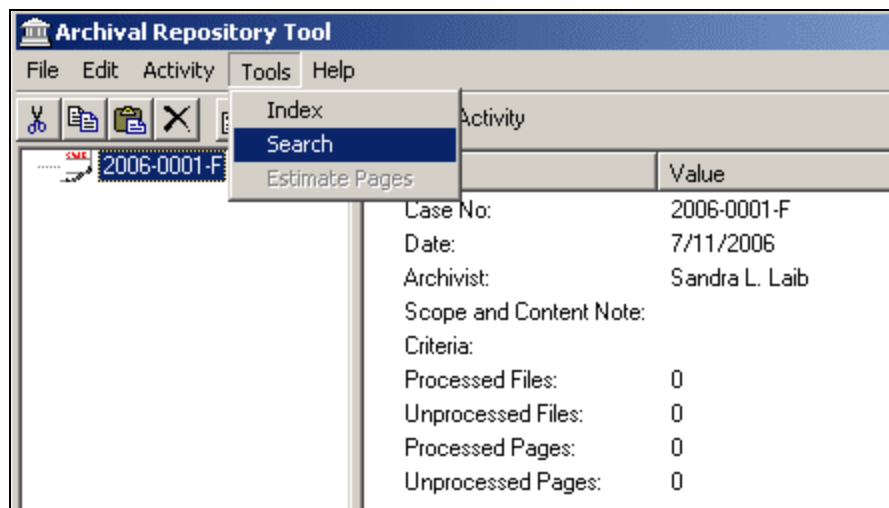 Archival Repository Tool
File Edit Activity Tools Help
Index
Search
Estimate Pages
Activity
2006-0001-F
Value
Case No: 2006-0001-F
Date: 7/11/2006
Archivist: Sandra L. Laib
Scope and Content Note:
Criteria:
Processed Files: 0
Unprocessed Files: 0
Processed Pages: 0
Unprocessed Pages: 0